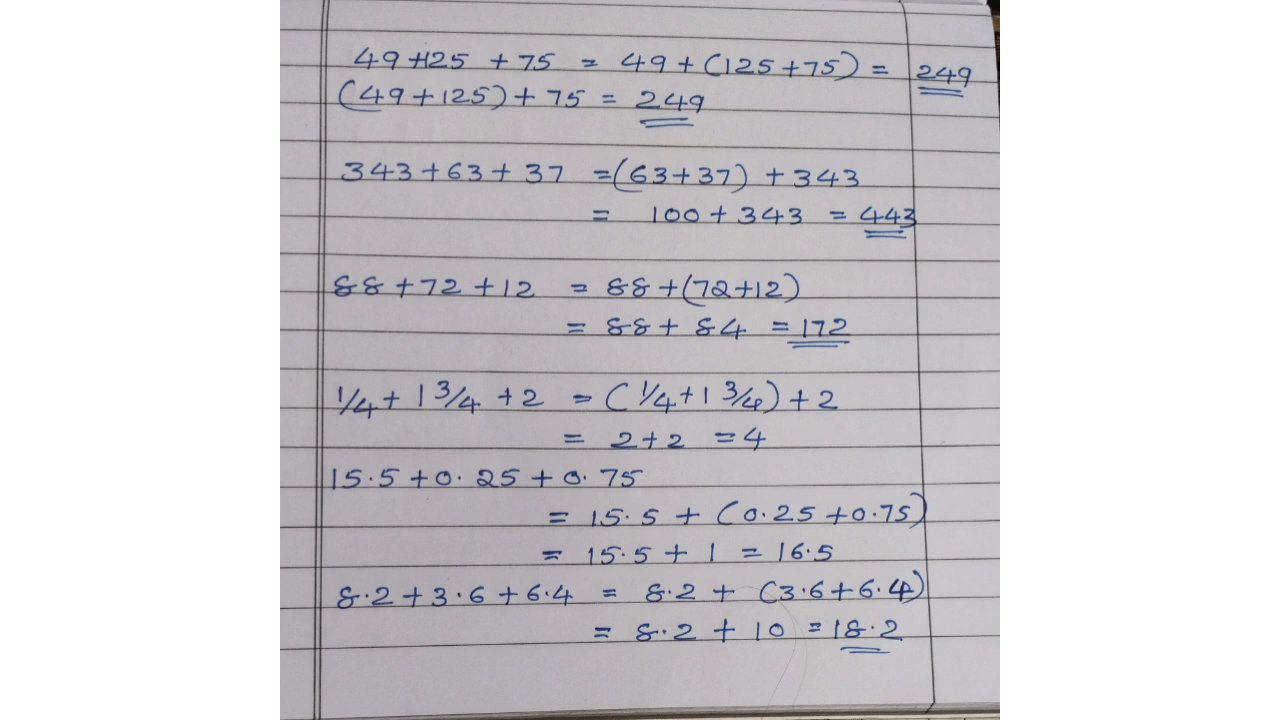 49+125 + 75 = 49 + (125+75) = 249
(49+125) + 75 = 249
343+63+37 =(63+37) +343
= 100+343 = 443
88+72+12 = 88+(72+12)
= 88+ 84 = 172
1/4+ 1 3/4 +2 = (1/4+1 3/4) +2
= 2+2 =4
15.5+0.25+0.75
= 15.5 + (0.25+0.75)
= 15.5 + 1 = 16.5
8.2+3.6+6.4 = 8.2 + (3.6+6.4)
= 8.2 + 10 = 18.2